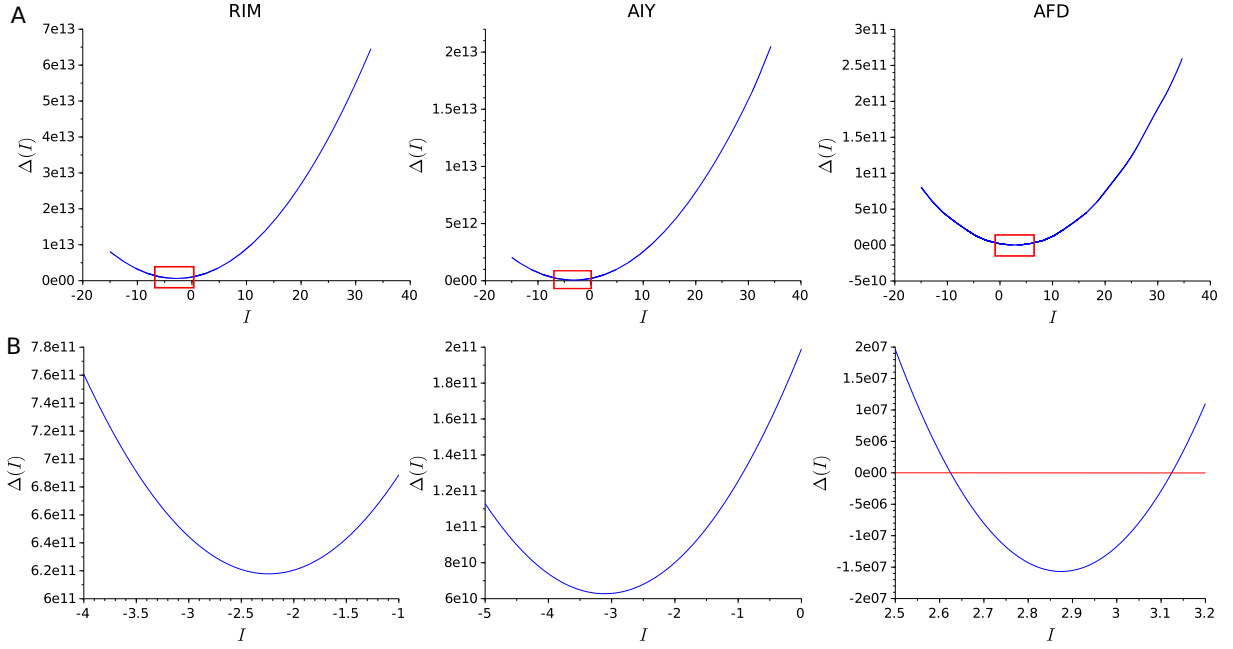 A
RIM
AIY
AFD
7e13
6e13
5e13
4e13
3e13
2e13
1e13
0e00
Δ(I)
-20
-10
0
10
20
30
40
I
2e13
1.5e13
1e13
5e12
0e00
Δ(I)
-20
-10
0
10
20
30
40
I
3e11
2.5e11
2e11
1.5e11
1e11
5e10
0e00
-5e10
Δ(I)
-20
-10
0
10
20
30
40
I
B
7.8e11
7.6e11
7.4e11
7.2e11
7e11
6.8e11
6.6e11
6.4e11
6.2e11
6e11
Δ(I)
-4
-3.5
-3
-2.5
-2
-1.5
-1
I
2e11
1.8e11
1.6e11
1.4e11
1.2e11
1e11
8e10
6e10
Δ(I)
-5
-4
-3
-2
-1
0
I
2e07
1.5e07
1e07
5e06
0e00
-5e06
-1e07
-1.5e07
-2e07
Δ(I)
2.5
2.6
2.7
2.8
2.9
3
3.1
3.2
I